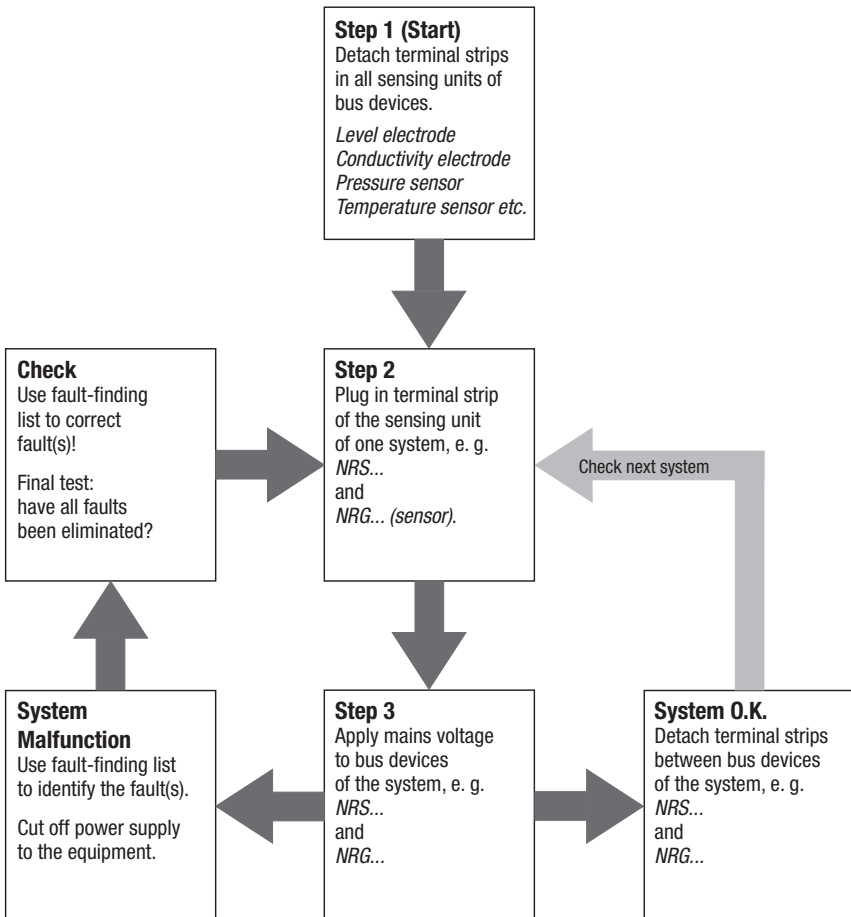 Step 1 (Start)
Detach terminal strips
in all sensing units of
bus devices.
Level electrode
Conductivity electrode
Pressure sensor
Temperature sensor etc.
Check
Use fault-finding
list to correct
fault(s)!
Final test:
have all faults
been eliminated?
Step 2
Plug in terminal strip
of the sensing unit
of one system, e. g.
NRS...
and
NRG... (sensor).
Check next system
System
Malfunction
Use fault-finding list
to identify the fault(s).
Cut off power supply
to the equipment.
Step 3
Apply mains voltage
to bus devices
of the system, e. g.
NRS...
and
NRG...
System O.K.
Detach terminal strips
between bus devices
of the system, e. g.
NRS...
and
NRG...